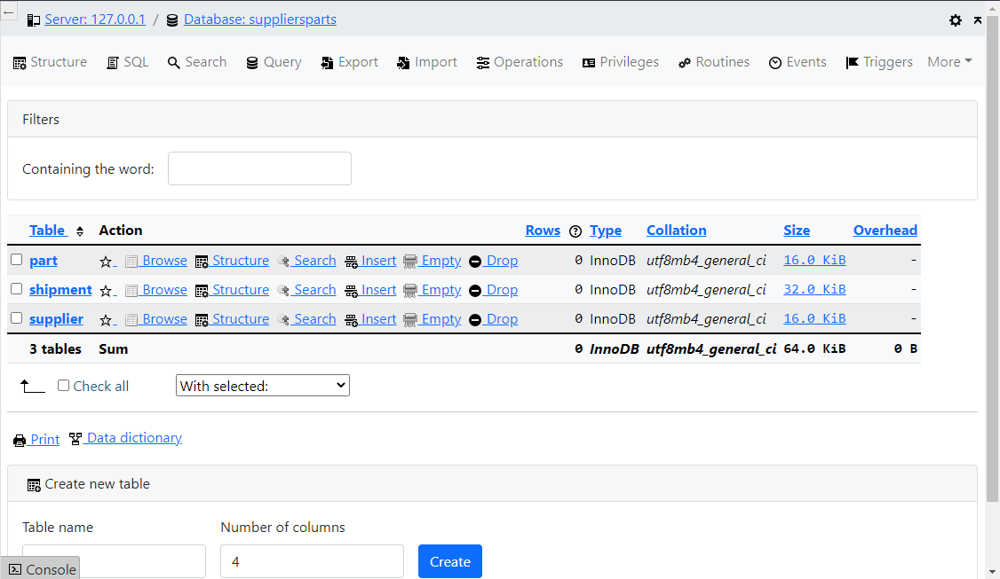 Server: 127.0.0.1 / Database: suppliersparts
Structure SQL Search Query Export Import Operations Privileges Routines Events Triggers More
Filters
Containing the word:
Table Action Rows Type Collation Size Overhead
part Browse Structure Search Insert Empty Drop 0 InnoDB utf8mb4_general_ci 16.0 KiB -
shipment Browse Structure Search Insert Empty Drop 0 InnoDB utf8mb4_general_ci 32.0 KiB -
supplier Browse Structure Search Insert Empty Drop 0 InnoDB utf8mb4_general_ci 16.0 KiB -
3 tables Sum 0 InnoDB utf8mb4_general_ci 64.0 KiB 0 B
Check all With selected:
Print Data dictionary
Create new table
Table name Number of columns
4 Create
Console